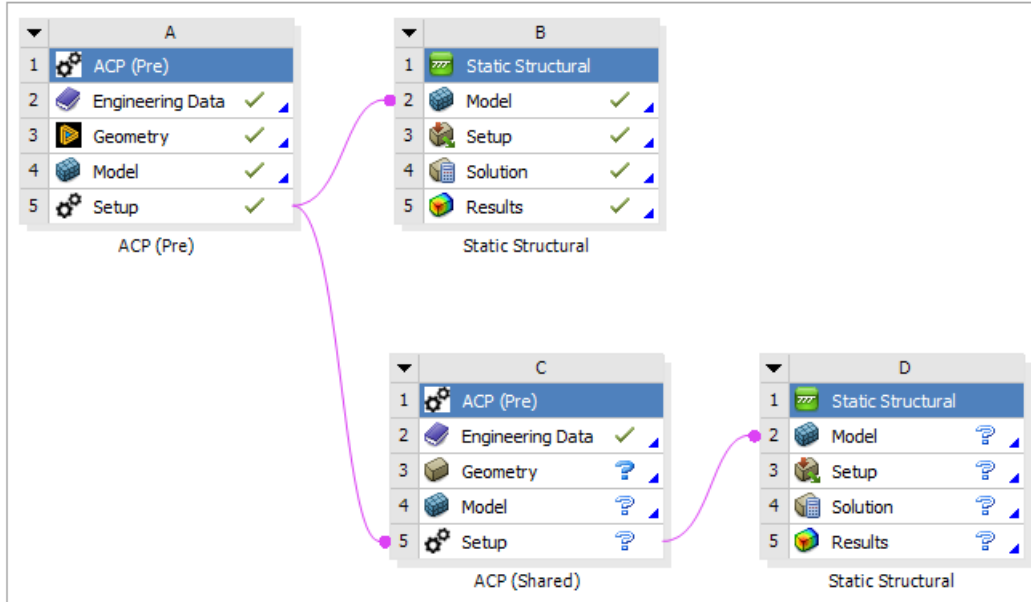 A
1 ACP (Pre)
2 Engineering Data
3 Geometry
4 Model
5 Setup
ACP (Pre)
B
1 Static Structural
2 Model
3 Setup
4 Solution
5 Results
Static Structural
C
1 ACP (Pre)
2 Engineering Data
3 Geometry ?
4 Model ?
5 Setup ?
ACP (Shared)
D
1 Static Structural
2 Model ?
3 Setup ?
4 Solution ?
5 Results ?
Static Structural